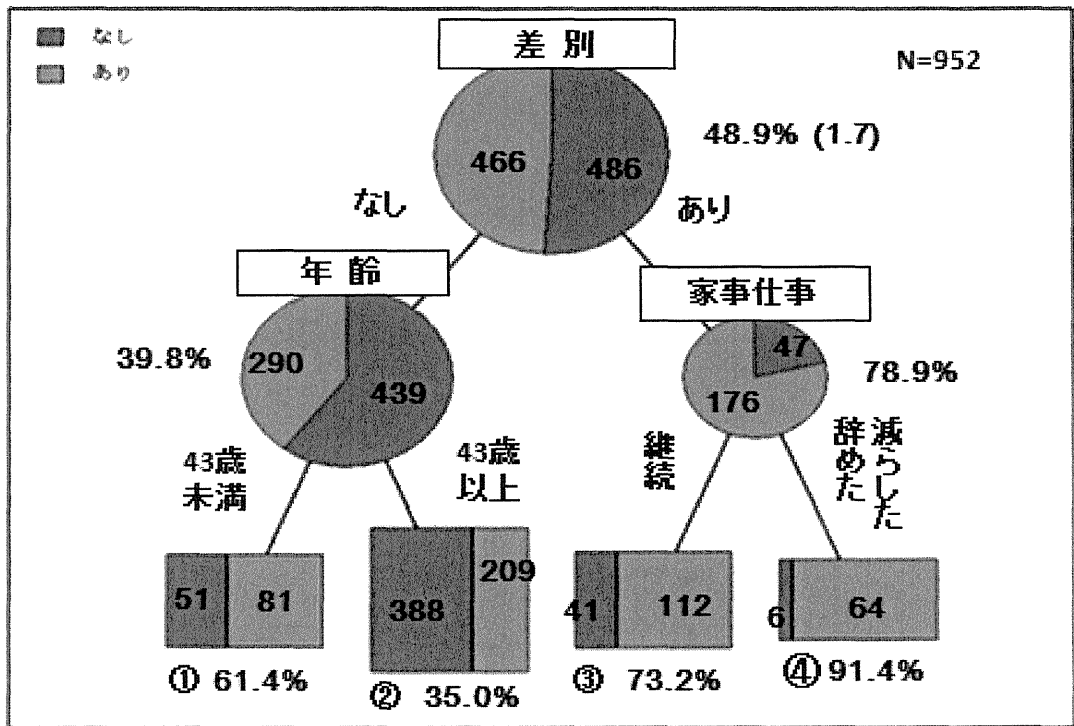 なし
あり
差別
N=952
466
486
48.9% (1.7)
なし
あり
年齢
家事仕事
39.8%
290
439
47
176
78.9%
43歳
未満
43歳
以上
継続
減らした
辞めた
51
81
388
209
41
112
6
64
① 61.4%
② 35.0%
③ 73.2%
④ 91.4%